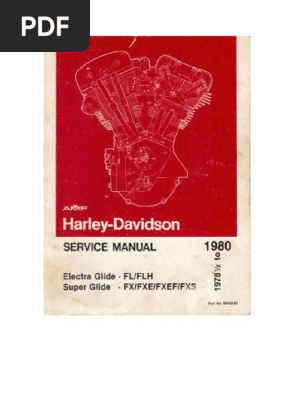 PDF
AMF
Harley-Davidson
SERVICE MANUAL
1980
1978½ to
Electra Glide · FL/FLH
Super Glide · FX/FXE/FXEF/FXS